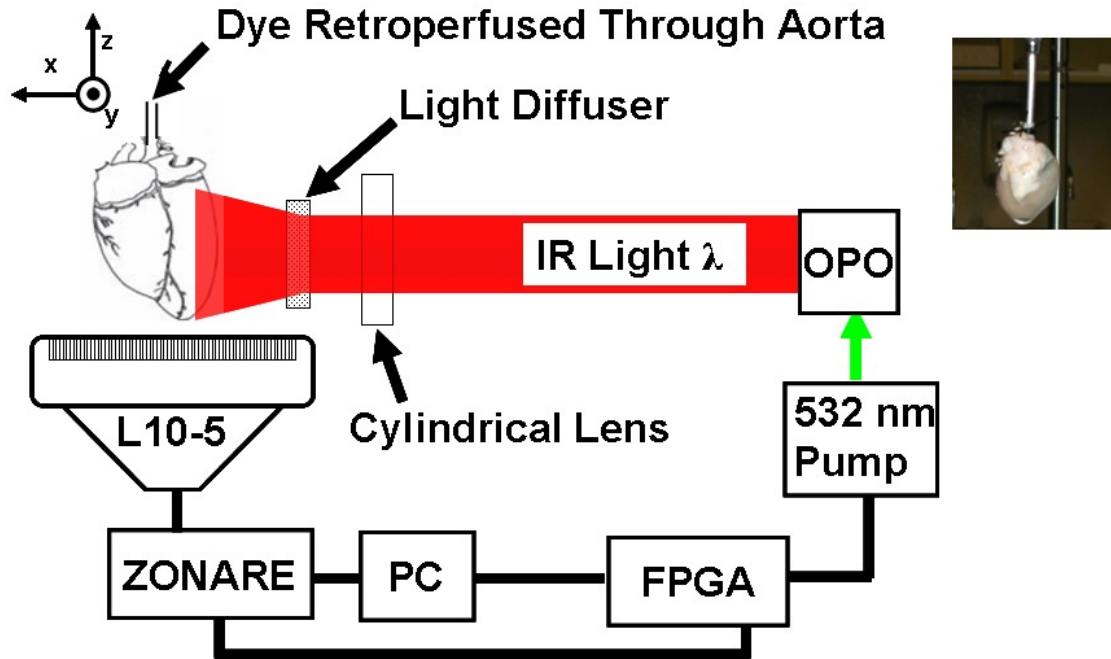 Dye Retroperfused Through Aorta
z
x
y
Light Diffuser
IR Light λ
OPO
Cylindrical Lens
L10-5
532 nm
Pump
ZONARE
PC
FPGA